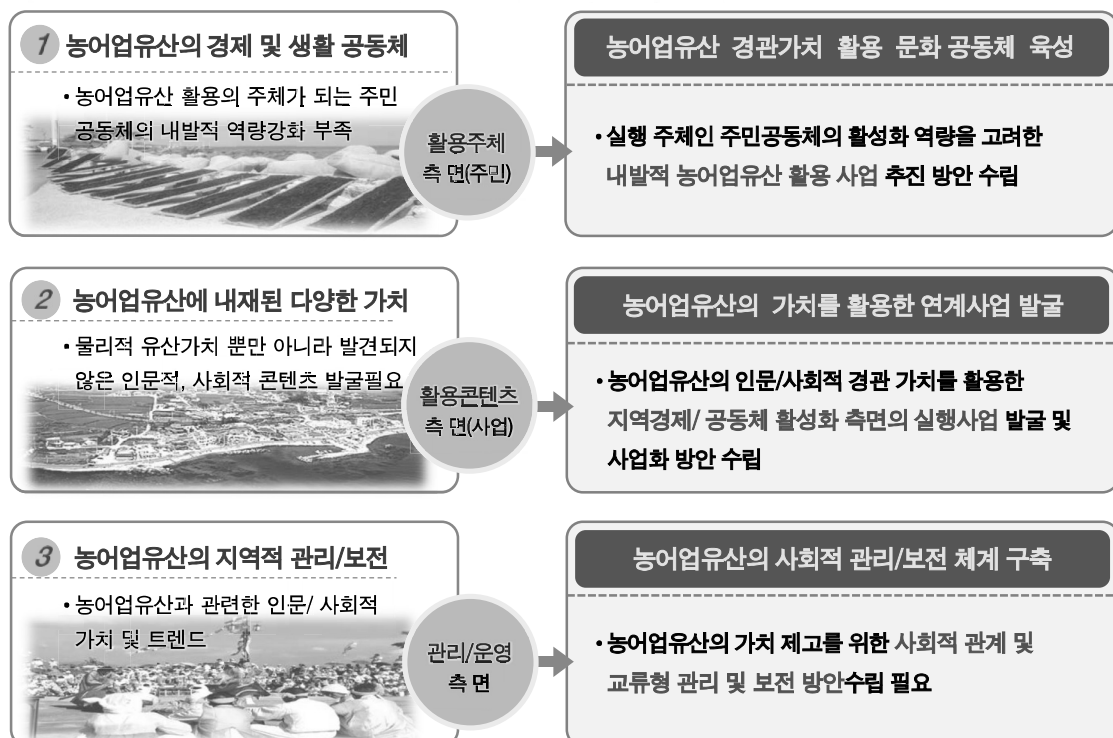 1 농어업유산의 경제 및 생활 공동체
• 농어업유산 활용의 주체가 되는 주민
공동체의 내발적 역량강화 부족
활용주체
측 면(주민)
농어업유산 경관가치 활용 문화 공동체 육성
• 실행 주체인 주민공동체의 활성화 역량을 고려한
내발적 농어업유산 활용 사업 추진 방안 수립
2 농어업유산에 내재된 다양한 가치
• 물리적 유산가치 뿐만 아니라 발견되지
않은 인문적, 사회적 콘텐츠 발굴필요
활용콘텐츠
측 면(사업)
농어업유산의 가치를 활용한 연계사업 발굴
• 농어업유산의 인문/사회적 경관 가치를 활용한
지역경제/ 공동체 활성화 측면의 실행사업 발굴 및
사업화 방안 수립
3 농어업유산의 지역적 관리/보전
• 농어업유산과 관련한 인문/ 사회적
가치 및 트렌드
관리/운영
측 면
농어업유산의 사회적 관리/보전 체계 구축
• 농어업유산의 가치 제고를 위한 사회적 관계 및
교류형 관리 및 보전 방안수립 필요